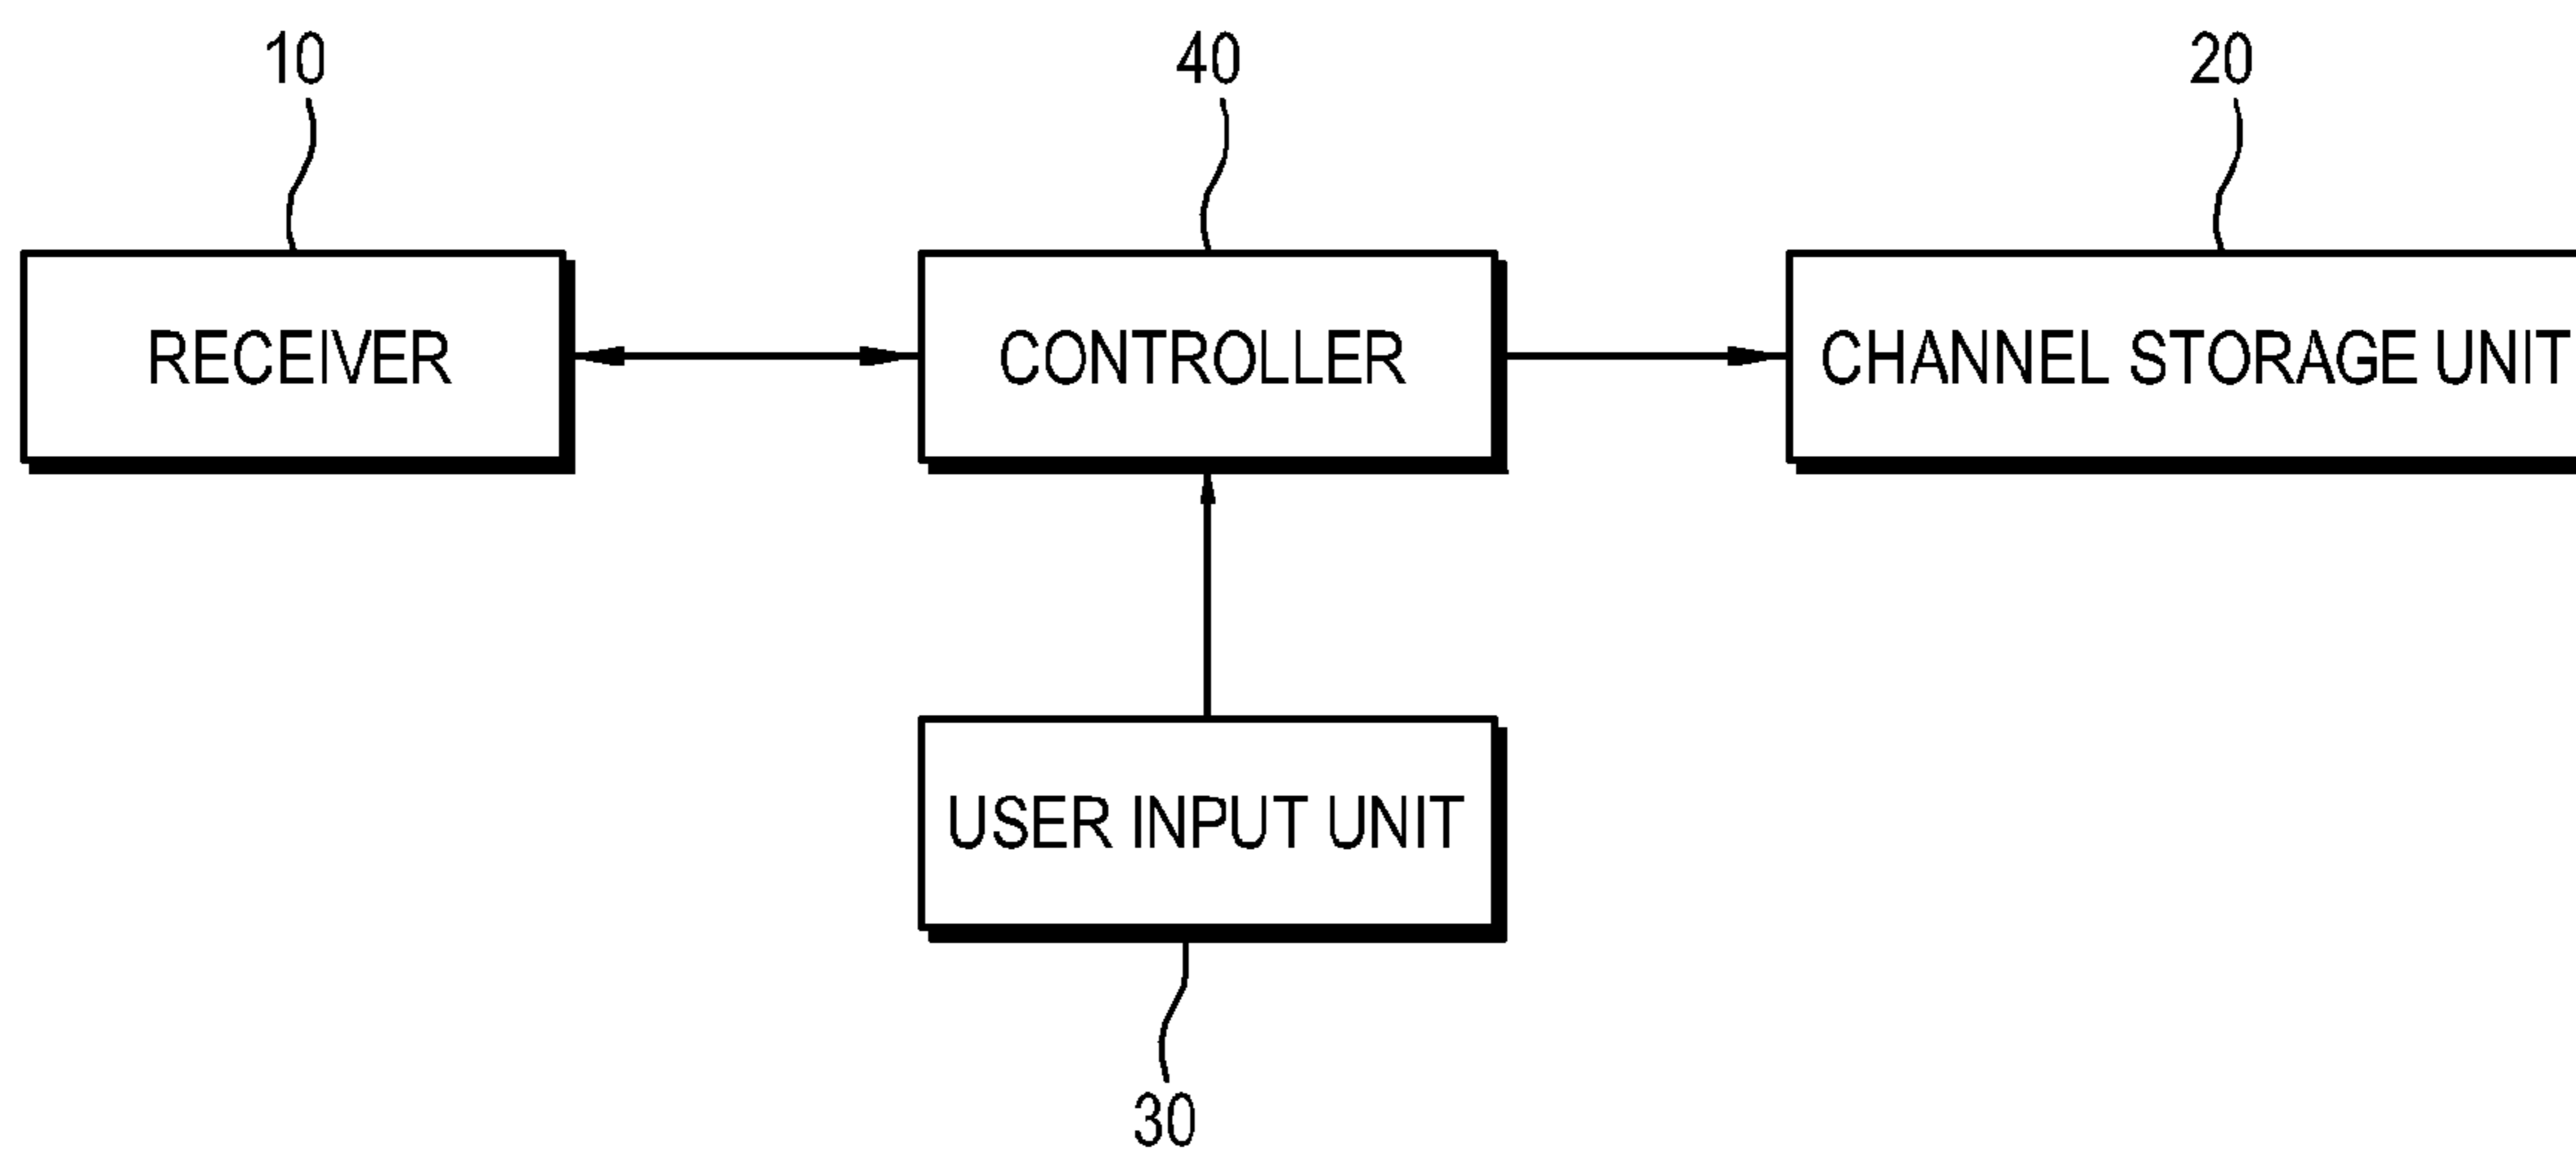 10
40
20
RECEIVER
CONTROLLER
CHANNEL STORAGE UNIT
USER INPUT UNIT
30